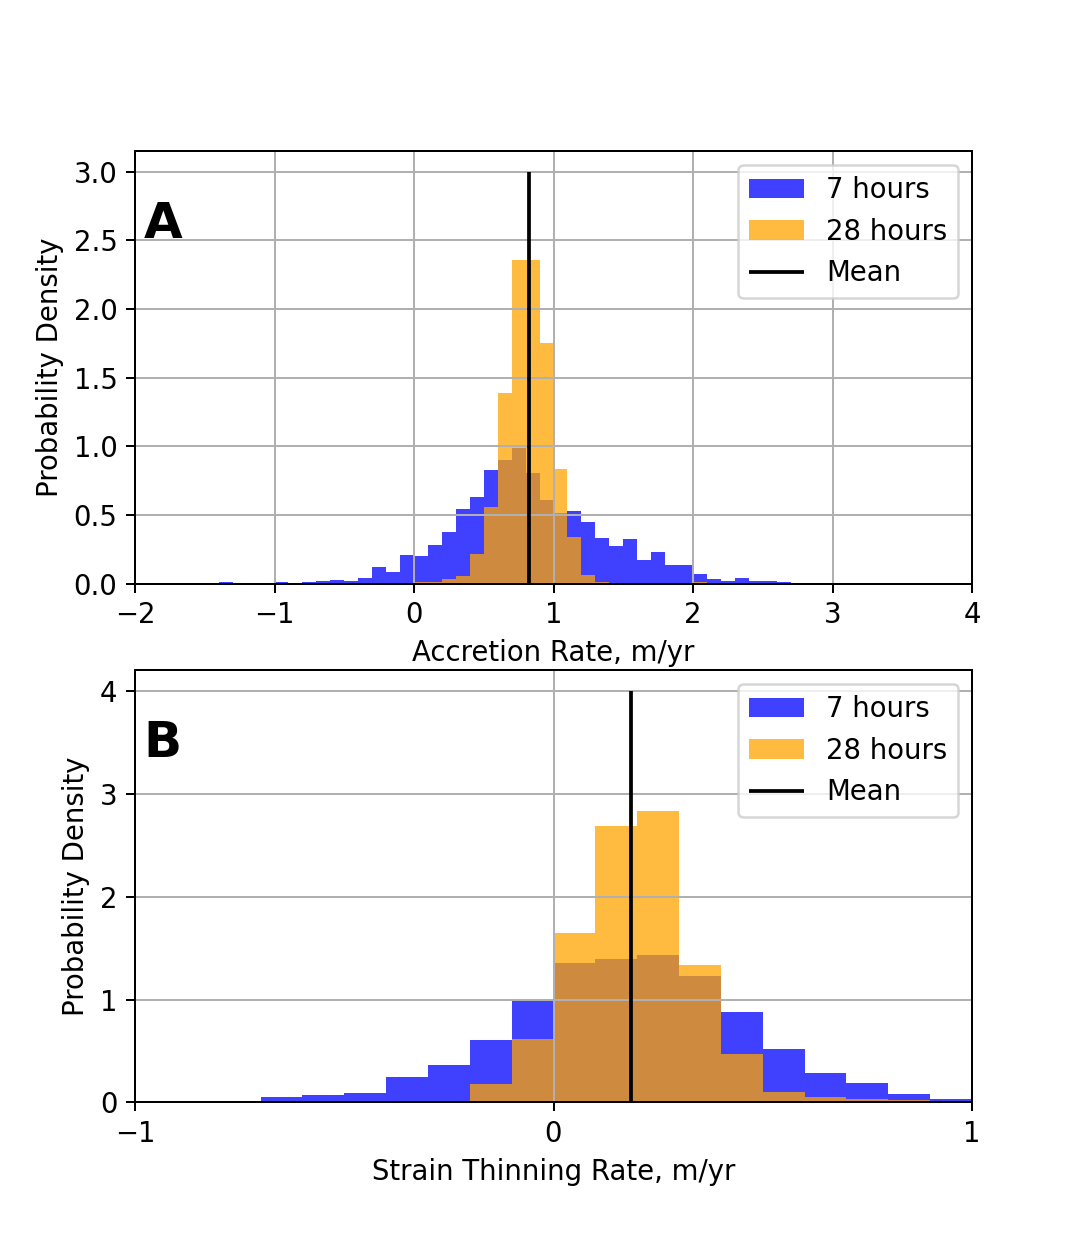 A
3.0
2.5
2.0
1.5
1.0
0.5
0.0
Probability Density
7 hours
28 hours
Mean
−2 −1 0 1 2 3 4
Accretion Rate, m/yr
B
4
3
2
1
0
Probability Density
7 hours
28 hours
Mean
−1 0 1
Strain Thinning Rate, m/yr